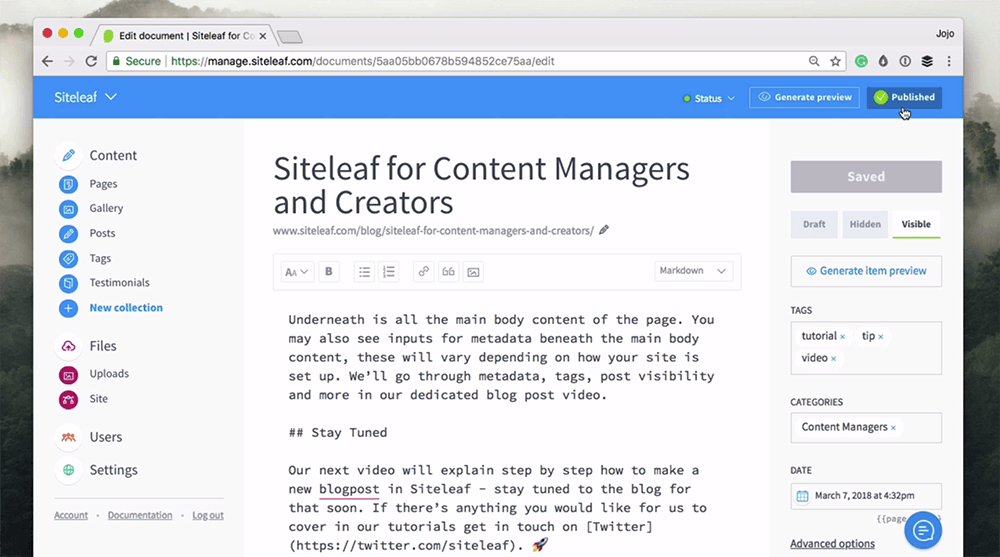 Edit document | Siteleaf for Co
Jojo
Secure | https://manage.siteleaf.com/documents/5aa05bb0678b594852ce75aa/edit
Siteleaf
Status
Generate preview
Published
Content
Pages
Gallery
Posts
Tags
Testimonials
New collection
Files
Uploads
Site
Users
Settings
Account • Documentation • Log out
Siteleaf for Content Managers
and Creators
www.siteleaf.com/blog/siteleaf-for-content-managers-and-creators/
AA
B
Markdown
Underneath is all the main body content of the page. You
may also see inputs for metadata beneath the main body
content, these will vary depending on how your site is
set up. We’ll go through metadata, tags, post visibility
and more in our dedicated blog post video.
## Stay Tuned
Our next video will explain step by step how to make a
new blogpost in Siteleaf – stay tuned to the blog for
that soon. If there’s anything you would like for us to
cover in our tutorials get in touch on [Twitter]
(https://twitter.com/siteleaf). 🚀
Saved
Draft
Hidden
Visible
Generate item preview
TAGS
tutorial ×
tip ×
video ×
CATEGORIES
Content Managers ×
DATE
March 7, 2018 at 4:32pm
{{page.
Advanced options